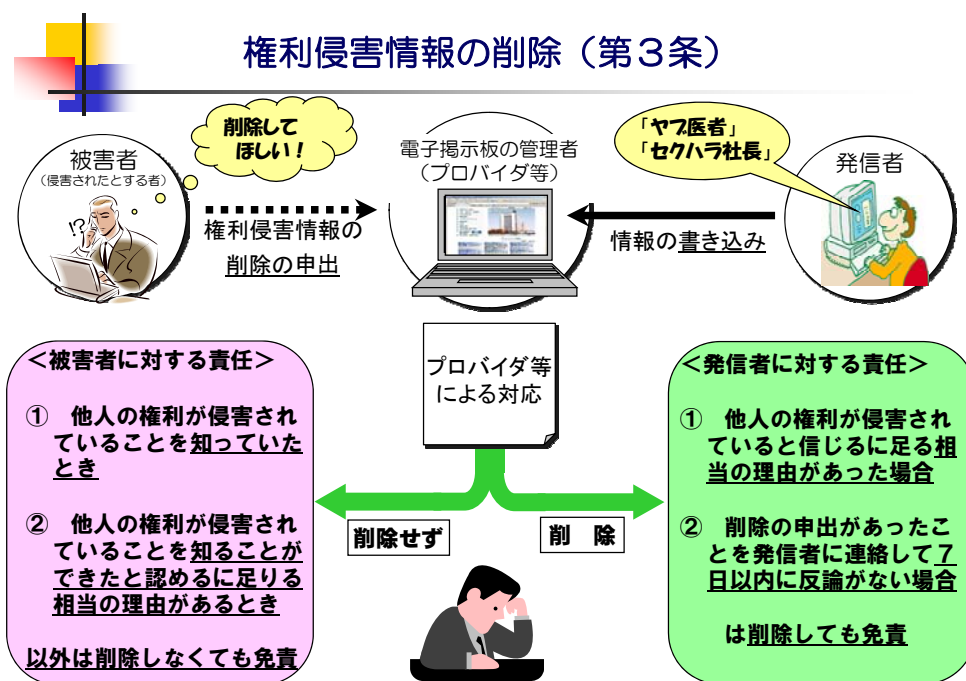 権利侵害情報の削除（第３条）
削除して
ほしい！
「ヤブ医者」
「セクハラ社長」
被害者
（侵害されたとする者）
!?
電子掲示板の管理者
（プロバイダ等）
発信者
権利侵害情報の
削除の申出
情報の書き込み
プロバイダ等
による対応
＜被害者に対する責任＞
①　他人の権利が侵害され
ていることを知っていた
とき
②　他人の権利が侵害され
ていることを知ることが
できたと認めるに足りる
相当の理由があるとき
以外は削除しなくても免責
削除せず
削　除
＜発信者に対する責任＞
①　他人の権利が侵害され
ていると信じるに足る相
当の理由があった場合
②　削除の申出があったこ
とを発信者に連絡して７
日以内に反論がない場合
は削除しても免責